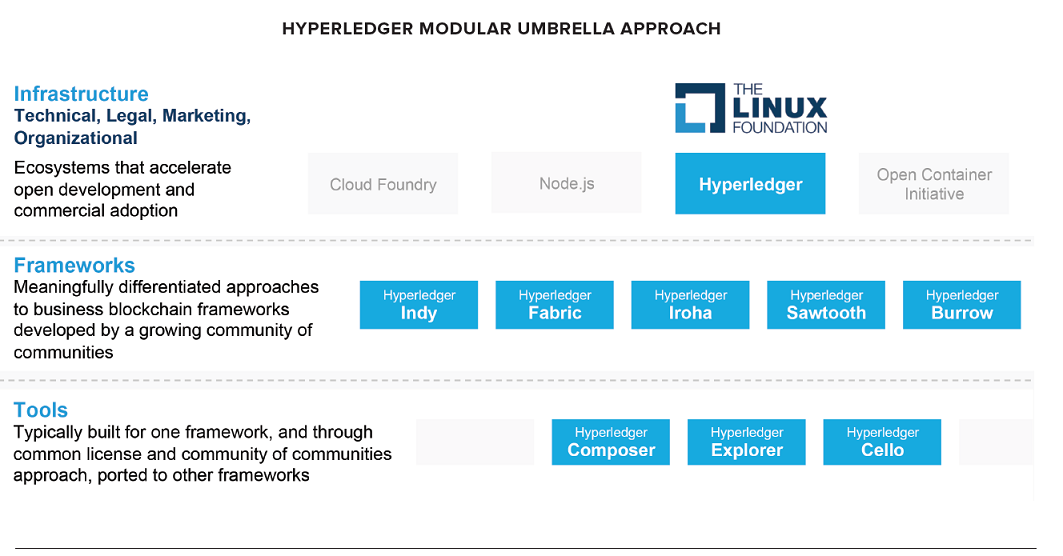 HYPERLEDGER MODULAR UMBRELLA APPROACH
Infrastructure
Technical, Legal, Marketing,
Organizational
Ecosystems that accelerate
open development and
commercial adoption
THE
LINUX
FOUNDATION
Cloud Foundry
Node.js
Hyperledger
Open Container
Initiative
Frameworks
Meaningfully differentiated approaches
to business blockchain frameworks
developed by a growing community of
communities
Hyperledger
Indy
Hyperledger
Fabric
Hyperledger
Iroha
Hyperledger
Sawtooth
Hyperledger
Burrow
Tools
Typically built for one framework, and through
common license and community of communities
approach, ported to other frameworks
Hyperledger
Composer
Hyperledger
Explorer
Hyperledger
Cello